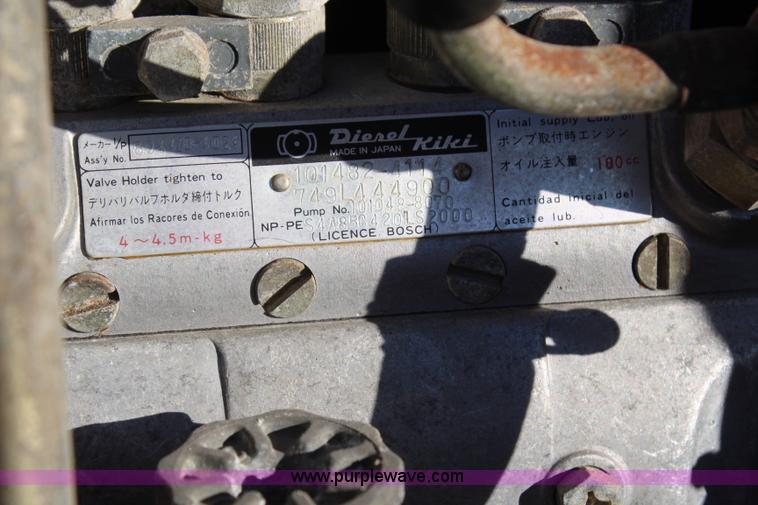 メーカー I/P
Ass'y No.
Valve Holder tighten to
デリバリバルブホルダ締付トルク
Afirmar los Racores de Conexión
4～4.5m-kg
Diesel Kiki
MADE IN JAPAN
749L444900
Pump No.
NP-PE
(LICENCE BOSCH)
Initial supply Lub. oil
ポンプ取付時エンジン
オイル注入量 180cc
Cantidad inicial del
aceite lub.
www.purplewave.com